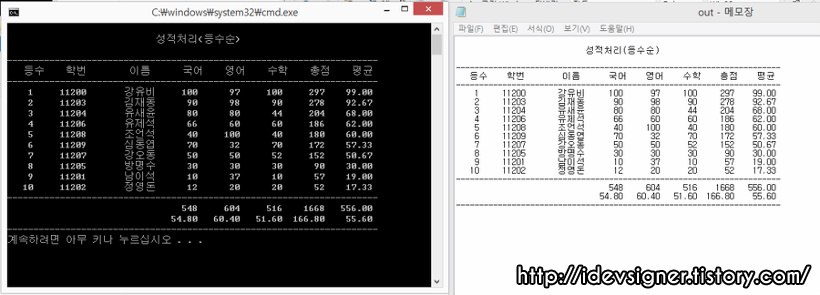 C:₩windows₩system32₩cmd.exe
성적처리<등수순>
등수 학번 이름 국어 영어 수학 총점 평균
1 11200 강유비 100 97 100 297 99.00
2 11203 김재동 90 98 90 278 92.67
3 11204 유새윤 80 80 44 204 68.00
4 11206 유제석 66 60 60 186 62.00
5 11208 조언석 40 100 40 180 60.00
6 11209 심동엽 70 32 70 172 57.33
7 11207 강오동 50 50 52 152 50.67
8 11205 방명수 30 30 30 90 30.00
9 11201 남이석 10 37 10 57 19.00
10 11202 정영돈 12 20 20 52 17.33
548 604 516 1668 556.00
54.80 60.40 51.60 166.80 55.60
계속하려면 아무 키나 누르십시오 . . .
out - 메모장
파일(F) 편집(E) 서식(O) 보기(V) 도움말(H)
성적처리(등수순)
등수 학번 이름 국어 영어 수학 총점 평균
1 11200 강유비 100 97 100 297 99.00
2 11203 김재동 90 98 90 278 92.67
3 11204 유새윤 80 80 44 204 68.00
4 11206 유제석 66 60 60 186 62.00
5 11208 조언석 40 100 40 180 60.00
6 11209 심동엽 70 32 70 172 57.33
7 11207 강오동 50 50 52 152 50.67
8 11205 방명수 30 30 30 90 30.00
9 11201 남이석 10 37 10 57 19.00
10 11202 정영돈 12 20 20 52 17.33
548 604 516 1668 556.00
54.80 60.40 51.60 166.80 55.60
http://idevsigner.tistory.com/